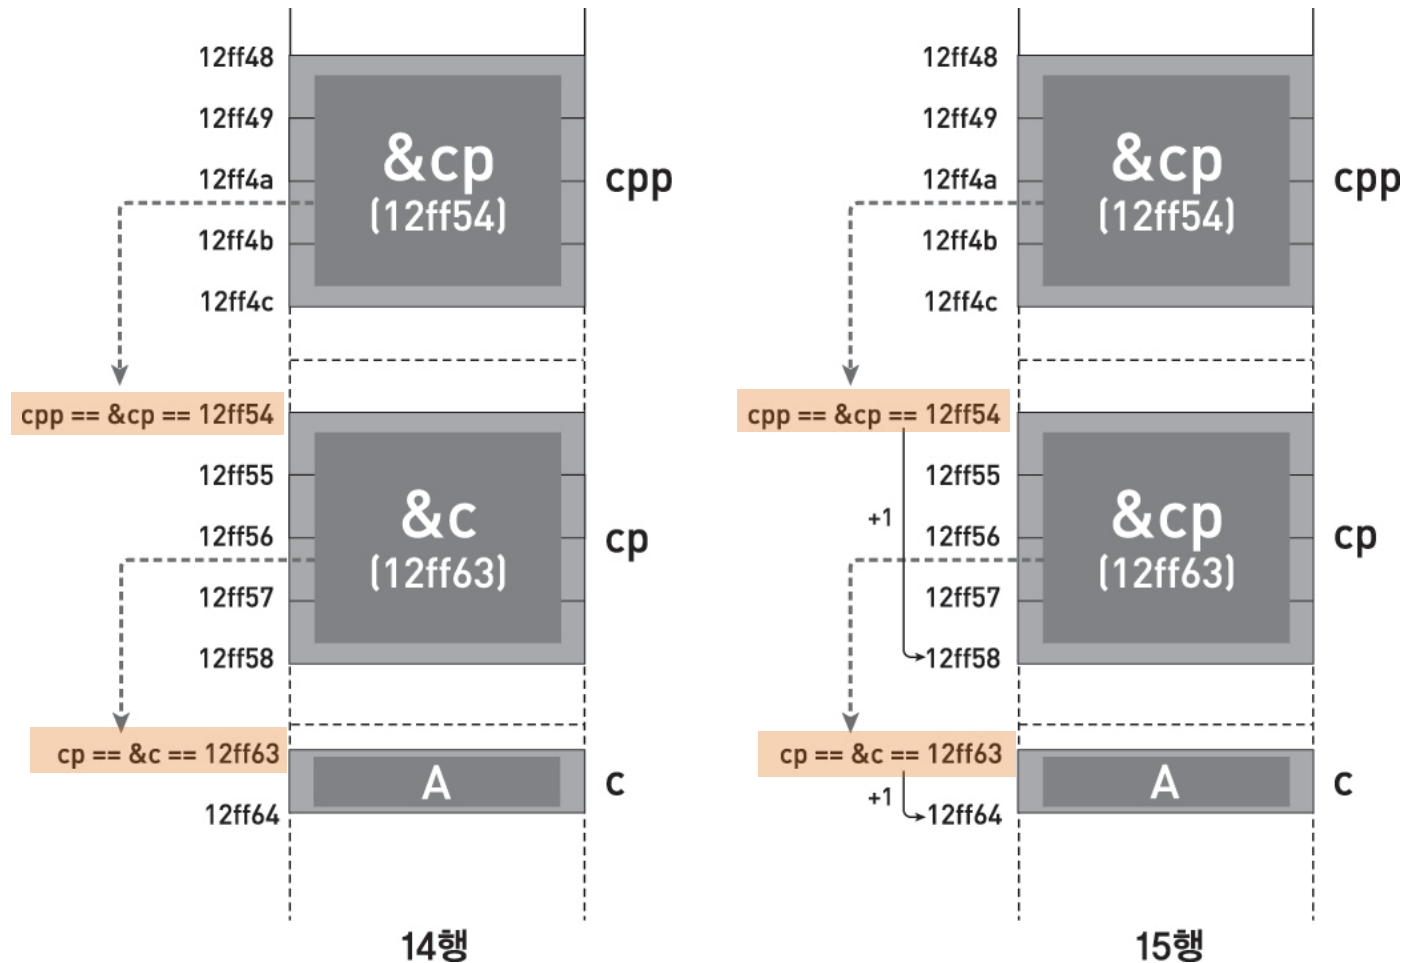 12ff48
12ff49
&cp
12ff4a
cpp
(12ff54)
12ff4b
12ff4c
cpp == &cp == 12ff54
12ff55
&c
12ff56
cp
(12ff63)
12ff57
12ff58
cp == &c == 12ff63
A
c
12ff64
14행
12ff48
12ff49
&cp
12ff4a
cpp
(12ff54)
12ff4b
12ff4c
cpp == &cp == 12ff54
12ff55
&cp
+1
12ff56
cp
(12ff63)
12ff57
12ff58
cp == &c == 12ff63
A
c
+1
12ff64
15행